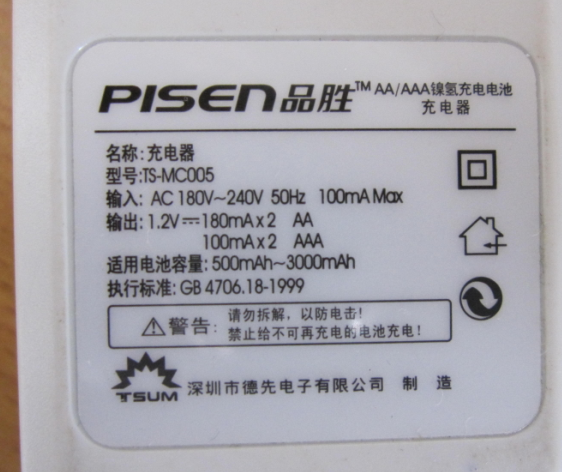 PISEN品胜™ AA/AAA镍氢充电电池
充电器
名称:充电器
型号:TS-MC005
输入: AC 180V~240V 50Hz 100mA Max
输出: 1.2V⎓180mA x 2 AA
100mA x 2 AAA
适用电池容量: 500mAh~3000mAh
执行标准: GB 4706.18-1999
警告: 请勿拆解, 以防电击!
禁止给不可再充电的电池充电!
TSUM 深圳市德先电子有限公司 制 造